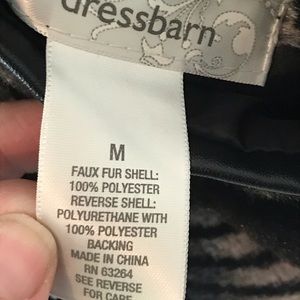 dressbarn
M
FAUX FUR SHELL:
100% POLYESTER
REVERSE SHELL:
POLYURETHANE WITH
100% POLYESTER
BACKING
MADE IN CHINA
RN 63264
SEE REVERSE
FOR CARE